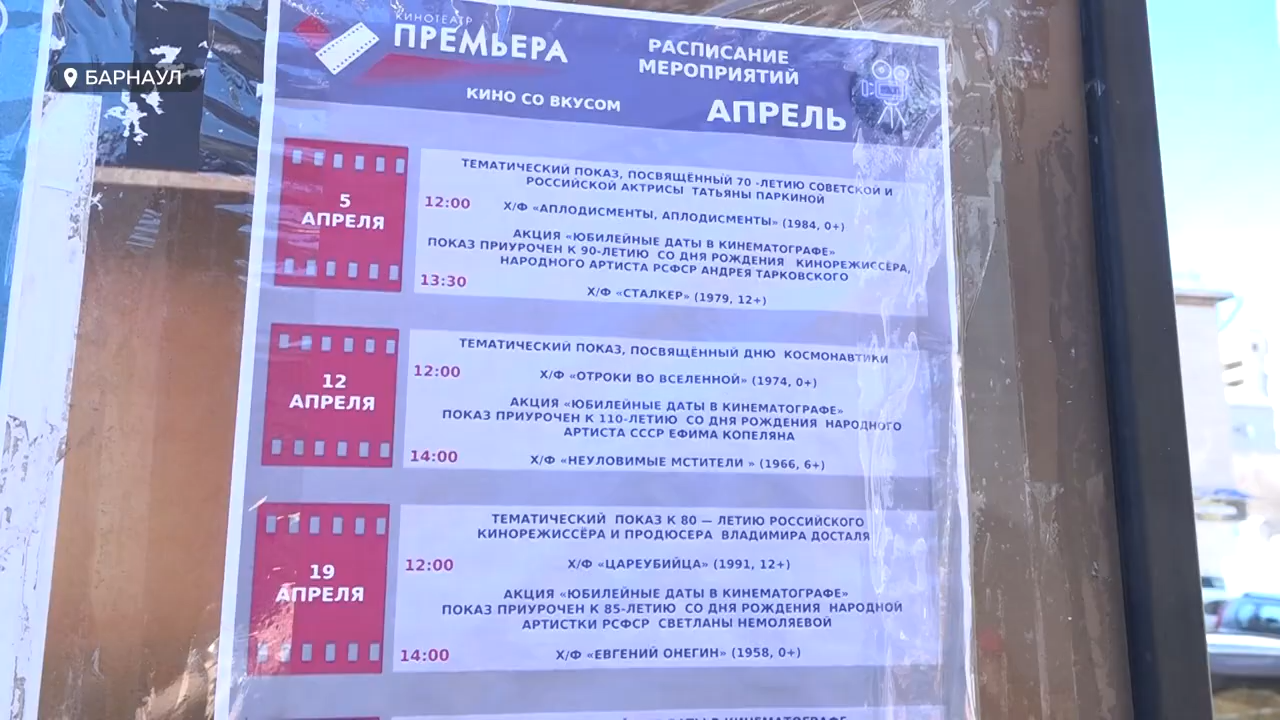 БАРНАУЛ
КИНОТЕАТР
ПРЕМЬЕРА
КИНО СО ВКУСОМ
РАСПИСАНИЕ
МЕРОПРИЯТИЙ
АПРЕЛЬ
5
АПРЕЛЯ
ТЕМАТИЧЕСКИЙ ПОКАЗ, ПОСВЯЩЁННЫЙ 70 -ЛЕТИЮ СОВЕТСКОЙ И
РОССИЙСКОЙ АКТРИСЫ ТАТЬЯНЫ ПАРКИНОЙ
12:00 Х/Ф «АПЛОДИСМЕНТЫ, АПЛОДИСМЕНТЫ» (1984, 0+)
АКЦИЯ «ЮБИЛЕЙНЫЕ ДАТЫ В КИНЕМАТОГРАФЕ»
ПОКАЗ ПРИУРОЧЕН К 90-ЛЕТИЮ СО ДНЯ РОЖДЕНИЯ КИНОРЕЖИССЁРА,
НАРОДНОГО АРТИСТА РСФСР АНДРЕЯ ТАРКОВСКОГО
13:30 Х/Ф «СТАЛКЕР» (1979, 12+)
12
АПРЕЛЯ
ТЕМАТИЧЕСКИЙ ПОКАЗ, ПОСВЯЩЁННЫЙ ДНЮ КОСМОНАВТИКИ
12:00 Х/Ф «ОТРОКИ ВО ВСЕЛЕННОЙ» (1974, 0+)
АКЦИЯ «ЮБИЛЕЙНЫЕ ДАТЫ В КИНЕМАТОГРАФЕ»
ПОКАЗ ПРИУРОЧЕН К 110-ЛЕТИЮ СО ДНЯ РОЖДЕНИЯ НАРОДНОГО
АРТИСТА СССР ЕФИМА КОПЕЛЯНА
14:00 Х/Ф «НЕУЛОВИМЫЕ МСТИТЕЛИ » (1966, 6+)
19
АПРЕЛЯ
ТЕМАТИЧЕСКИЙ ПОКАЗ К 80 — ЛЕТИЮ РОССИЙСКОГО
КИНОРЕЖИССЁРА И ПРОДЮСЕРА ВЛАДИМИРА ДОСТАЛЯ
12:00 Х/Ф «ЦАРЕУБИЙЦА» (1991, 12+)
АКЦИЯ «ЮБИЛЕЙНЫЕ ДАТЫ В КИНЕМАТОГРАФЕ»
ПОКАЗ ПРИУРОЧЕН К 85-ЛЕТИЮ СО ДНЯ РОЖДЕНИЯ НАРОДНОЙ
АРТИСТКИ РСФСР СВЕТЛАНЫ НЕМОЛЯЕВОЙ
14:00 Х/Ф «ЕВГЕНИЙ ОНЕГИН» (1958, 0+)